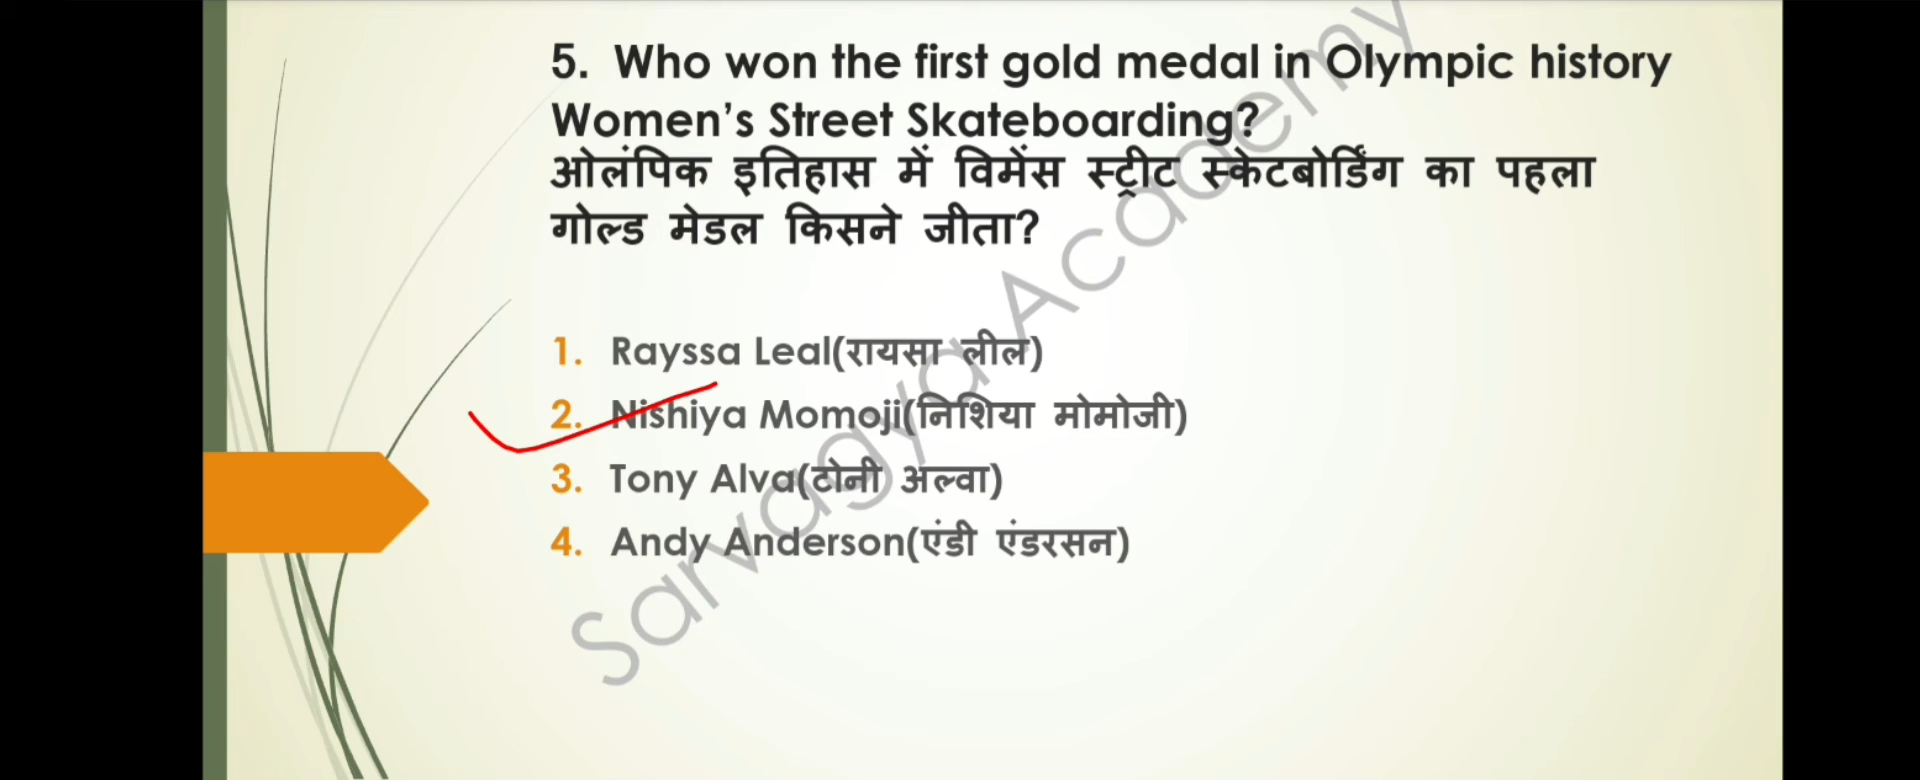 5. Who won the first gold medal in Olympic history
Women's Street Skateboarding?
ओलंपिक इतिहास में विमेंस स्ट्रीट स्केटबोर्डिंग का पहला
गोल्ड मेडल किसने जीता?
1. Rayssa Leal(रायसा लील)
2. Nishiya Momoji(निशिया मोमोजी)
3. Tony Alva(टोनी अल्वा)
4. Andy Anderson(एंडी एंडरसन)
Sarvagya Academy